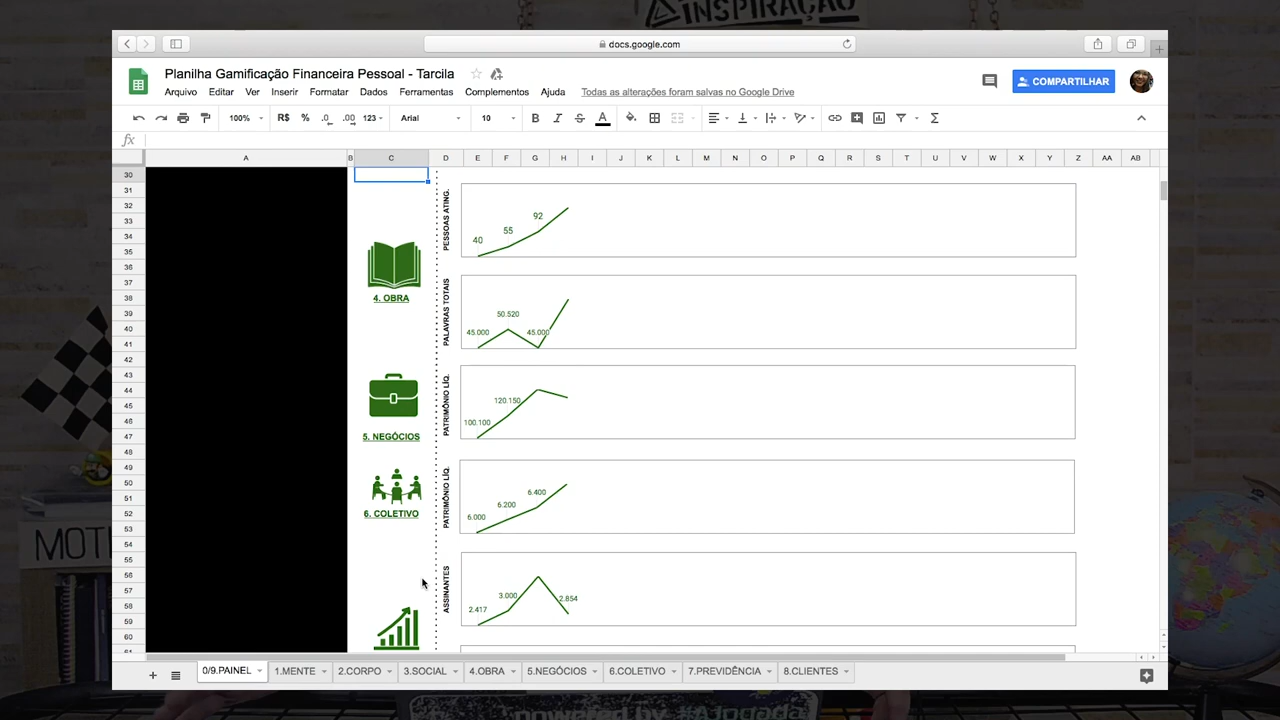 INSPIRAÇÃO
docs.google.com
Planilha Gamificação Financeira Pessoal - Tarcila
COMPARTILHAR
Arquivo Editar Ver Inserir Formatar Dados Ferramentas Complementos Ajuda Todas as alterações foram salvas no Google Drive
100% R$ % .0 .00 123 Arial 10 B I S A
fx
A B C D E F G H I J K L M N O P Q R S T U V W X Y Z AA AB
30
31
32
33
34
35
36
37
38
39
40
41
42
43
44
45
46
47
48
49
50
51
52
53
54
55
56
57
58
59
60
61
4. OBRA
5. NEGÓCIOS
6. COLETIVO
PESSOAS ATING.
40 55 92
PALAVRAS TOTAIS
45.000 50.520 45.000
PATRIMÔNIO LÍQ.
100.100 120.150
PATRIMÔNIO LÍQ.
6.000 6.200 6.400
ASSINANTES
2.417 3.000 2.854
0/9.PAINEL 1.MENTE 2.CORPO 3.SOCIAL 4.OBRA 5.NEGÓCIOS 6.COLETIVO 7.PREVIDÊNCIA 8.CLIENTES
MOTI
powered by #AJogada